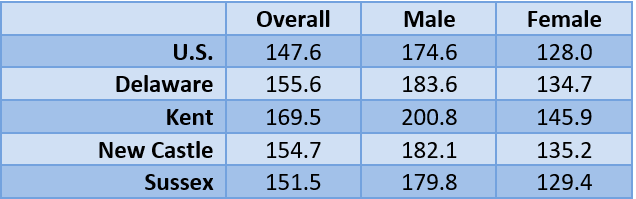 Overall Male Female
U.S. 147.6 174.6 128.0
Delaware 155.6 183.6 134.7
Kent 169.5 200.8 145.9
New Castle 154.7 182.1 135.2
Sussex 151.5 179.8 129.4